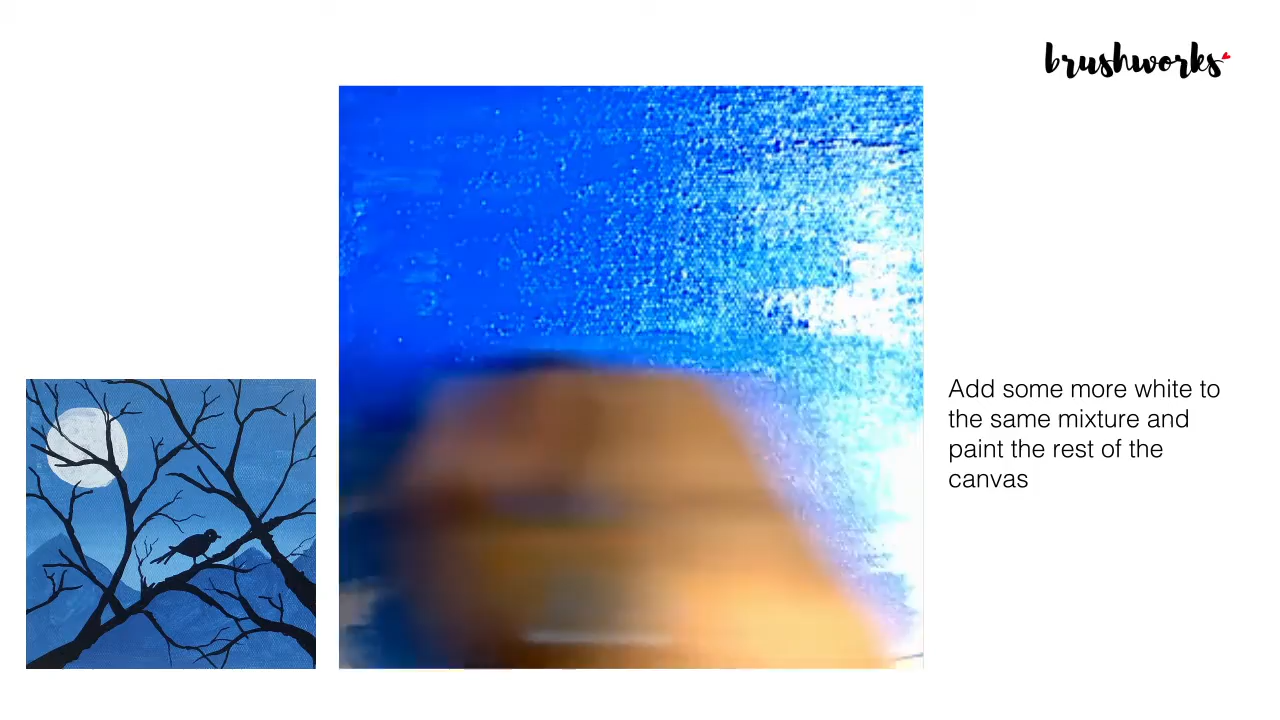 brushworks
Add some more white to
the same mixture and
paint the rest of the
canvas